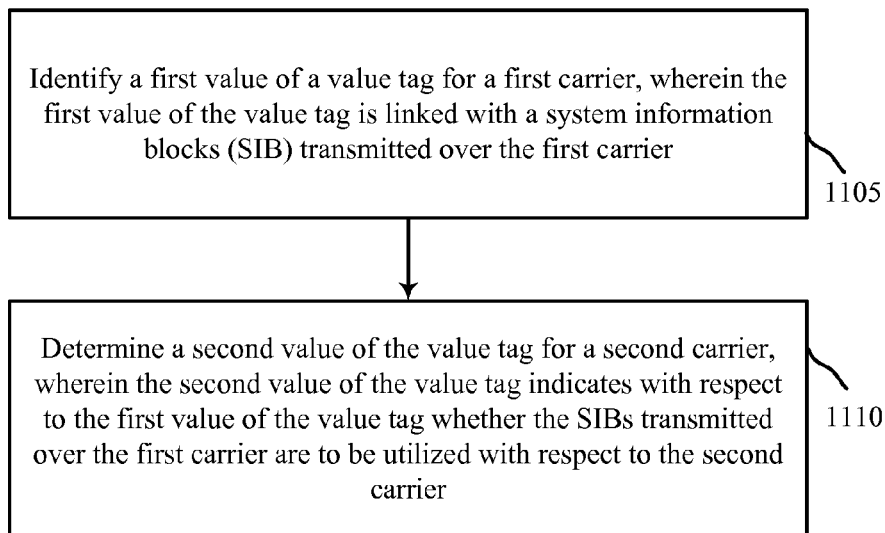 Identify a first value of a value tag for a first carrier, wherein the
first value of the value tag is linked with a system information
blocks (SIB) transmitted over the first carrier
1105
Determine a second value of the value tag for a second carrier,
wherein the second value of the value tag indicates with respect
to the first value of the value tag whether the SIBs transmitted
over the first carrier are to be utilized with respect to the second
carrier
1110